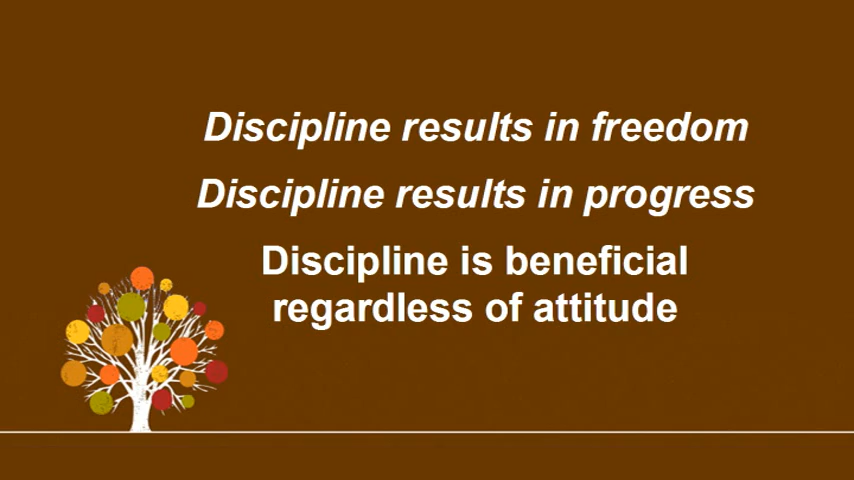 Discipline results in freedom
Discipline results in progress
Discipline is beneficial
regardless of attitude